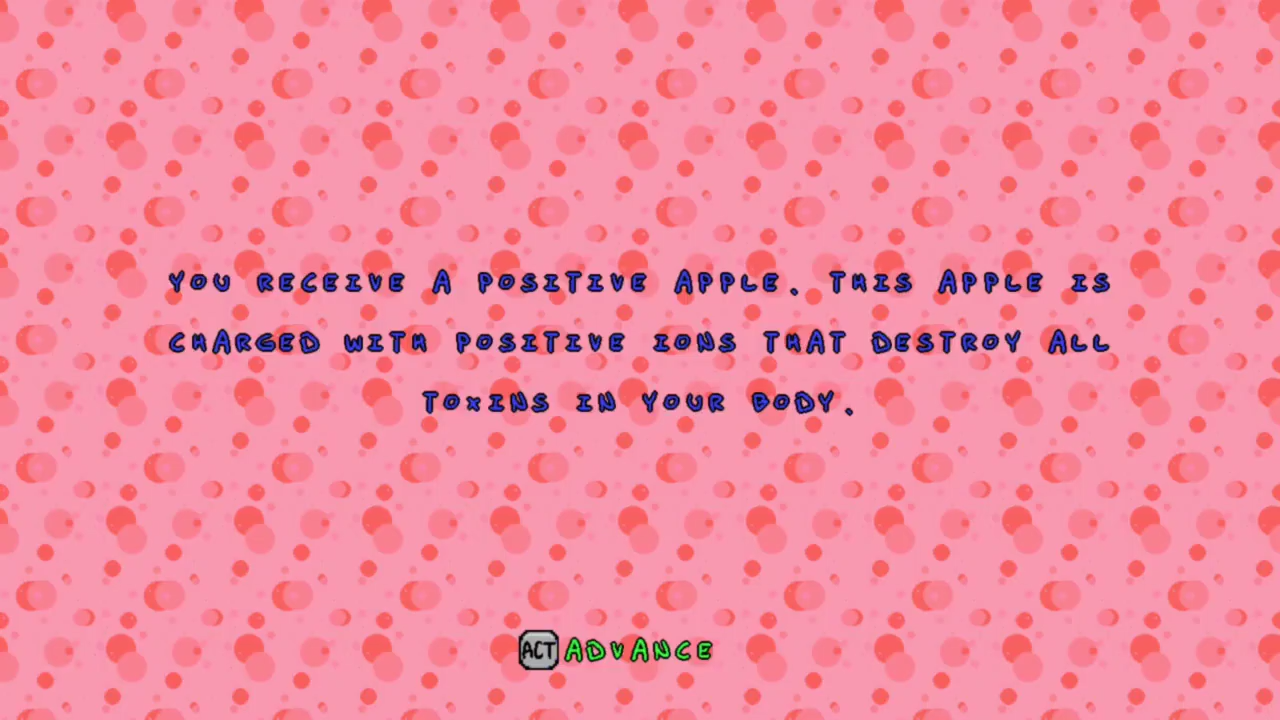 YOU RECEIVE A POSITIVE APPLE. THIS APPLE IS
CHARGED WITH POSITIVE IONS THAT DESTROY ALL
TOXINS IN YOUR BODY.
ACT ADVANCE